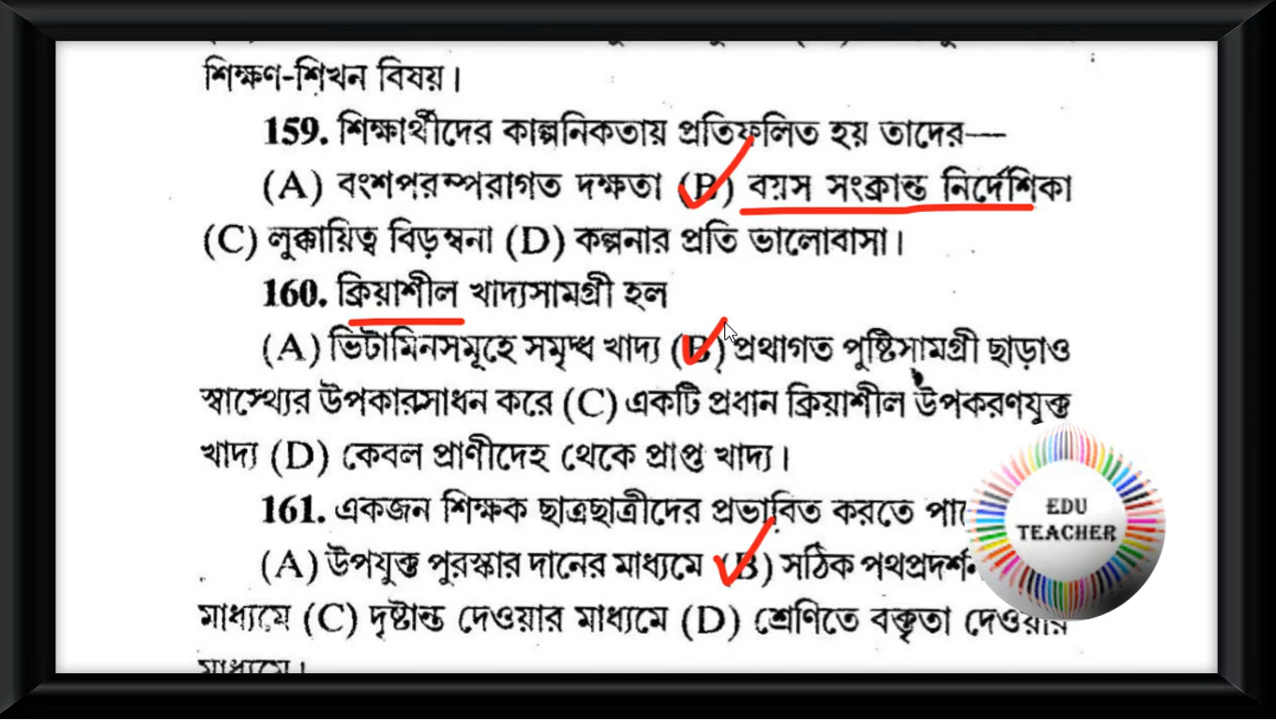 শিক্ষণ-শিখন বিষয়।
159. শিক্ষার্থীদের কাল্পনিকতায় প্রতিফলিত হয় তাদের—
(A) বংশপরম্পরাগত দক্ষতা (B) বয়স সংক্রান্ত নির্দেশিকা
(C) লুক্কায়িত্ব বিড়ম্বনা (D) কল্পনার প্রতি ভালোবাসা।
160. ক্রিয়াশীল খাদ্যসামগ্রী হল
(A) ভিটামিনসমূহে সমৃদ্ধ খাদ্য (B) প্রথাগত পুষ্টিসামগ্রী ছাড়াও
স্বাস্থ্যের উপকারসাধন করে (C) একটি প্রধান ক্রিয়াশীল উপকরণযুক্ত
খাদ্য (D) কেবল প্রাণীদেহ থেকে প্রাপ্ত খাদ্য।
161. একজন শিক্ষক ছাত্রছাত্রীদের প্রভাবিত করতে
(A) উপযুক্ত পুরস্কার দানের মাধ্যমে (B) সঠিক
মাধ্যমে (C) দৃষ্টান্ত দেওয়ার মাধ্যমে (D) শ্রেণিতে বক্তৃতা দেওয়ার
মাধ্যমে।
EDU
TEACHER